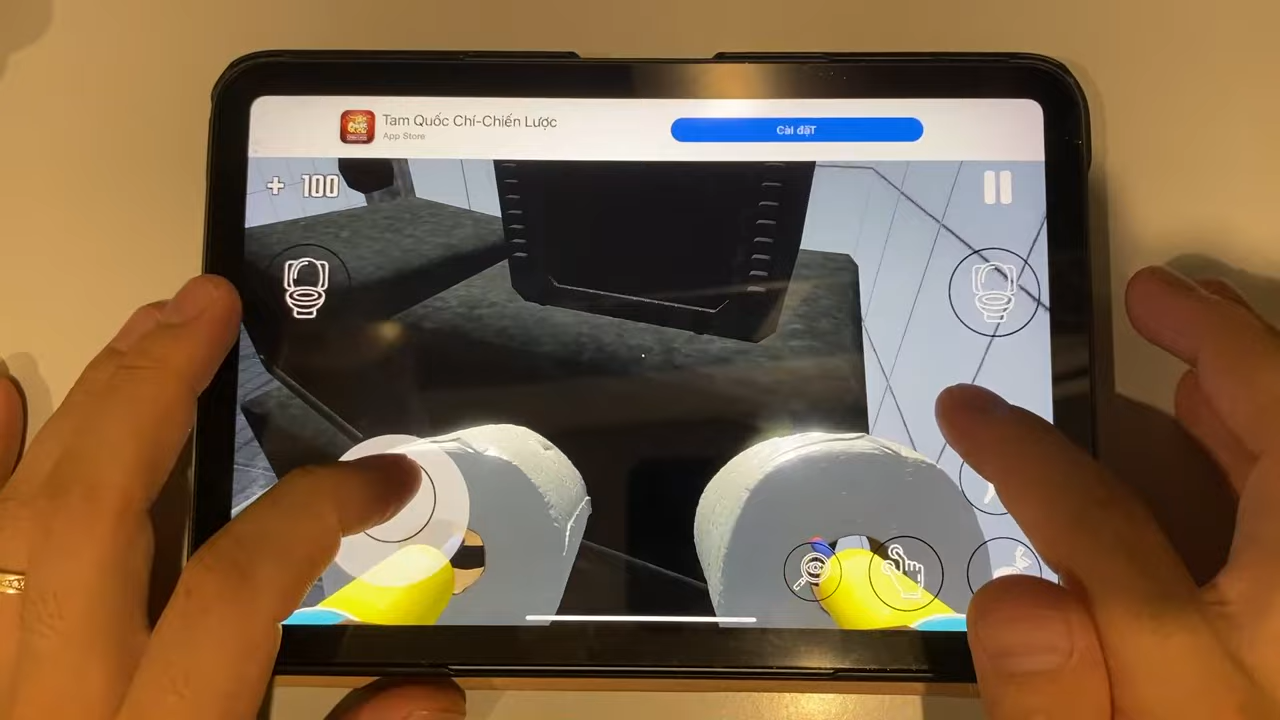 Tam Quốc Chí-Chiến Lược
App Store
Cài đặT
+ 100